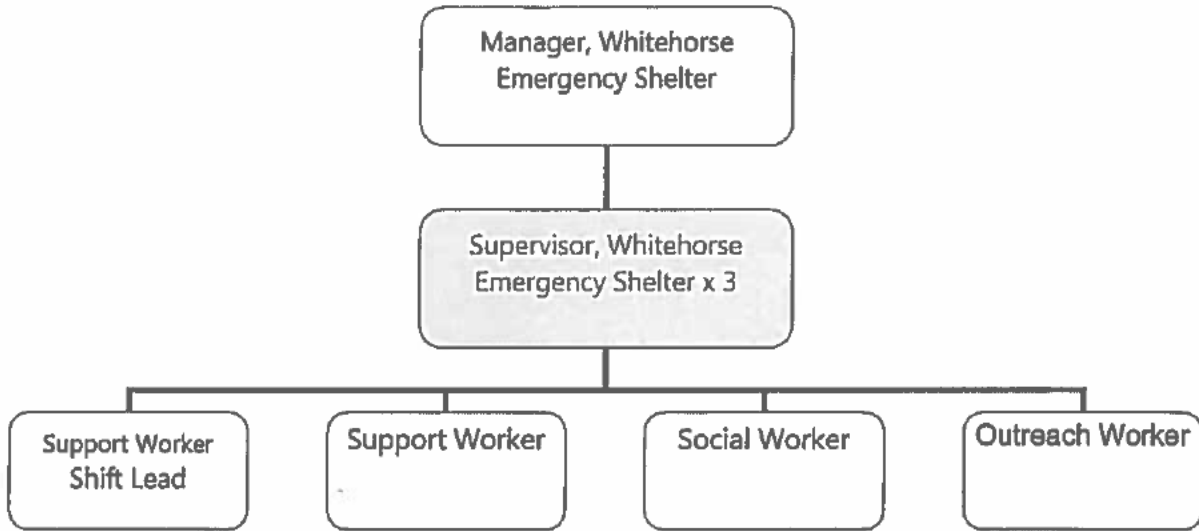 Manager, Whitehorse
Emergency Shelter
Supervisor, Whitehorse
Emergency Shelter x 3
Support Worker
Shift Lead
Support Worker
Social Worker
Outreach Worker